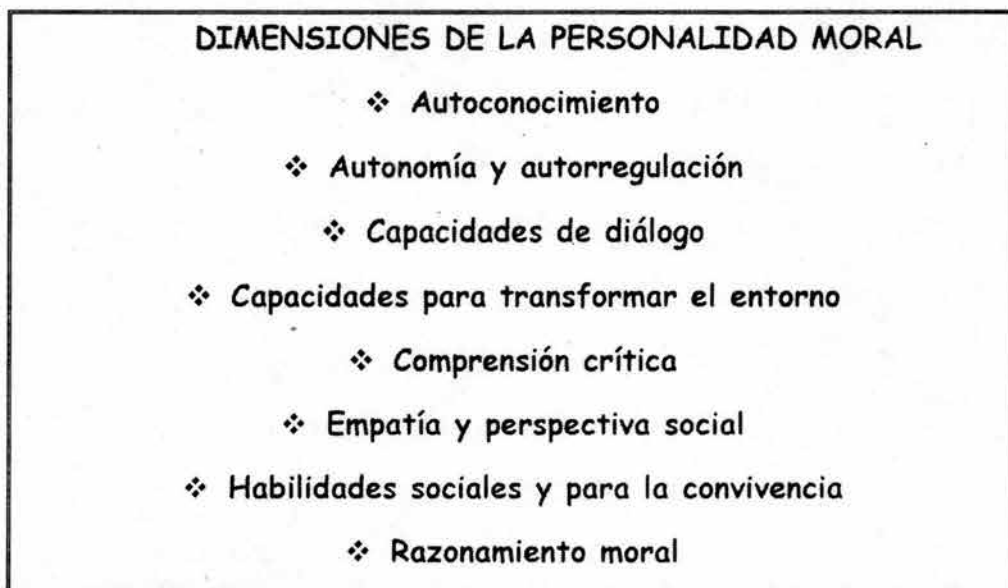 DIMENSIONES DE LA PERSONALIDAD MORAL
❖ Autoconocimiento
❖ Autonomía y autorregulación
❖ Capacidades de diálogo
❖ Capacidades para transformar el entorno
❖ Comprensión crítica
❖ Empatía y perspectiva social
❖ Habilidades sociales y para la convivencia
❖ Razonamiento moral